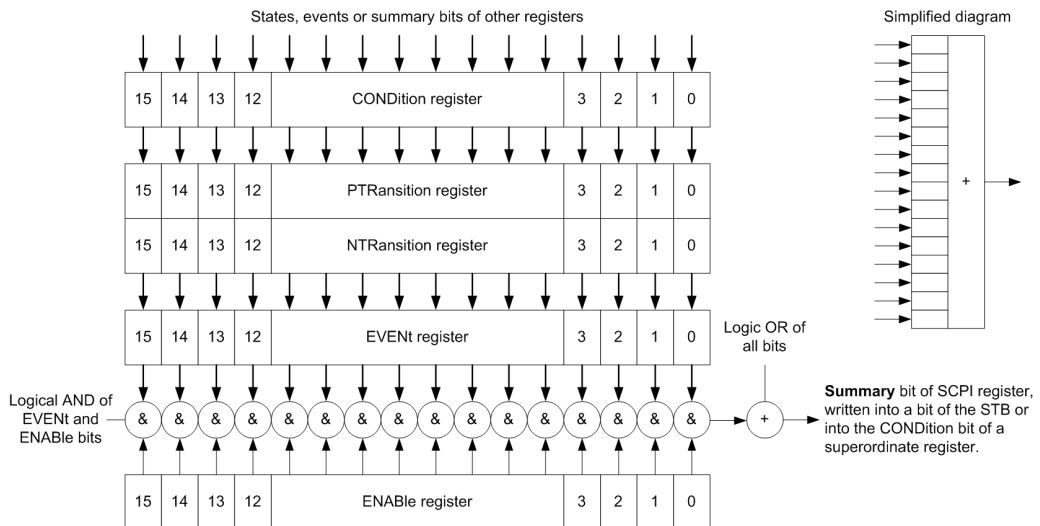 States, events or summary bits of other registers
Simplified diagram
15 14 13 12 CONDition register 3 2 1 0
15 14 13 12 PTRansition register 3 2 1 0
+
15 14 13 12 NTRansition register 3 2 1 0
15 14 13 12 EVENt register 3 2 1 0
Logic OR of
all bits
Logical AND of
EVENt and
ENABle bits
& & & & & & & & & & & & & & & &
+
Summary bit of SCPI register,
written into a bit of the STB or
into the CONDition bit of a
superordinate register.
15 14 13 12 ENABle register 3 2 1 0